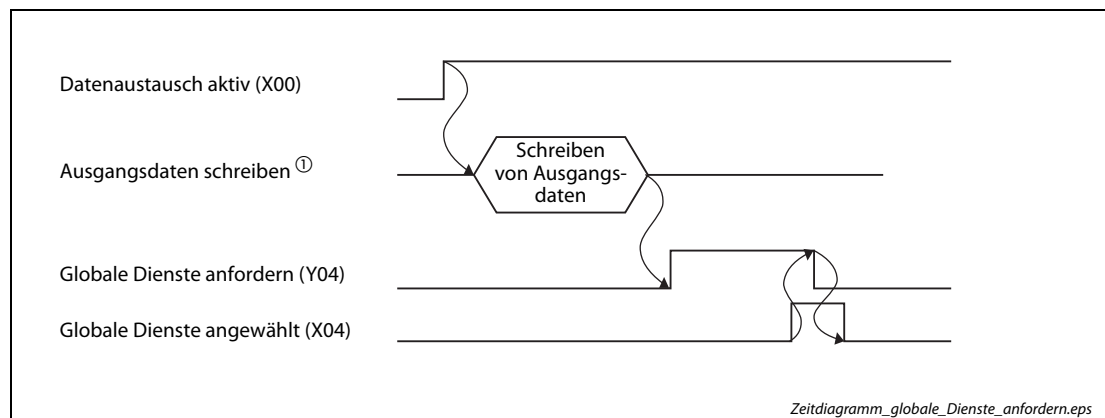 Datenaustausch aktiv (X00)
Ausgangsdaten schreiben ①
Schreiben
von Ausgangs-
daten
Globale Dienste anfordern (Y04)
Globale Dienste angewählt (X04)
Zeitdiagramm_globale_Dienste_anfordern.eps